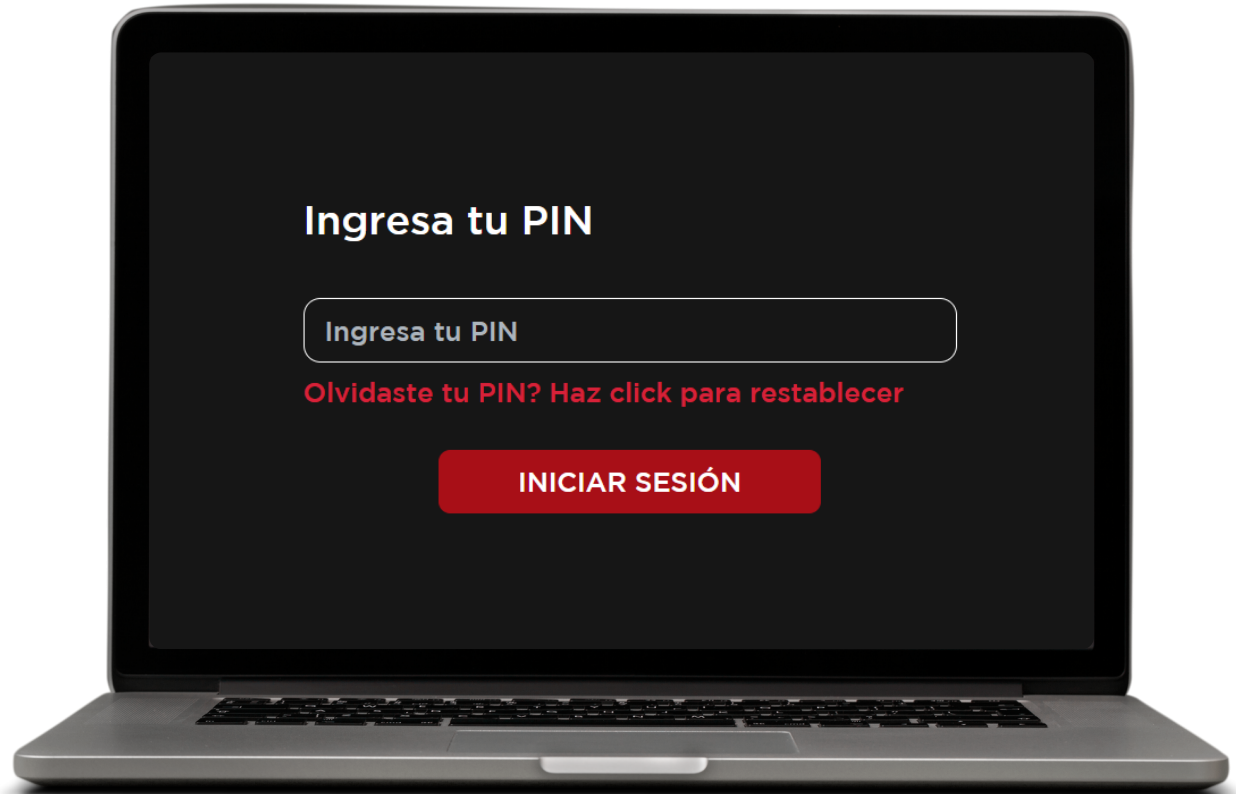 Ingresa tu PIN
Ingresa tu PIN
Olvidaste tu PIN? Haz click para restablecer
INICIAR SESIÓN